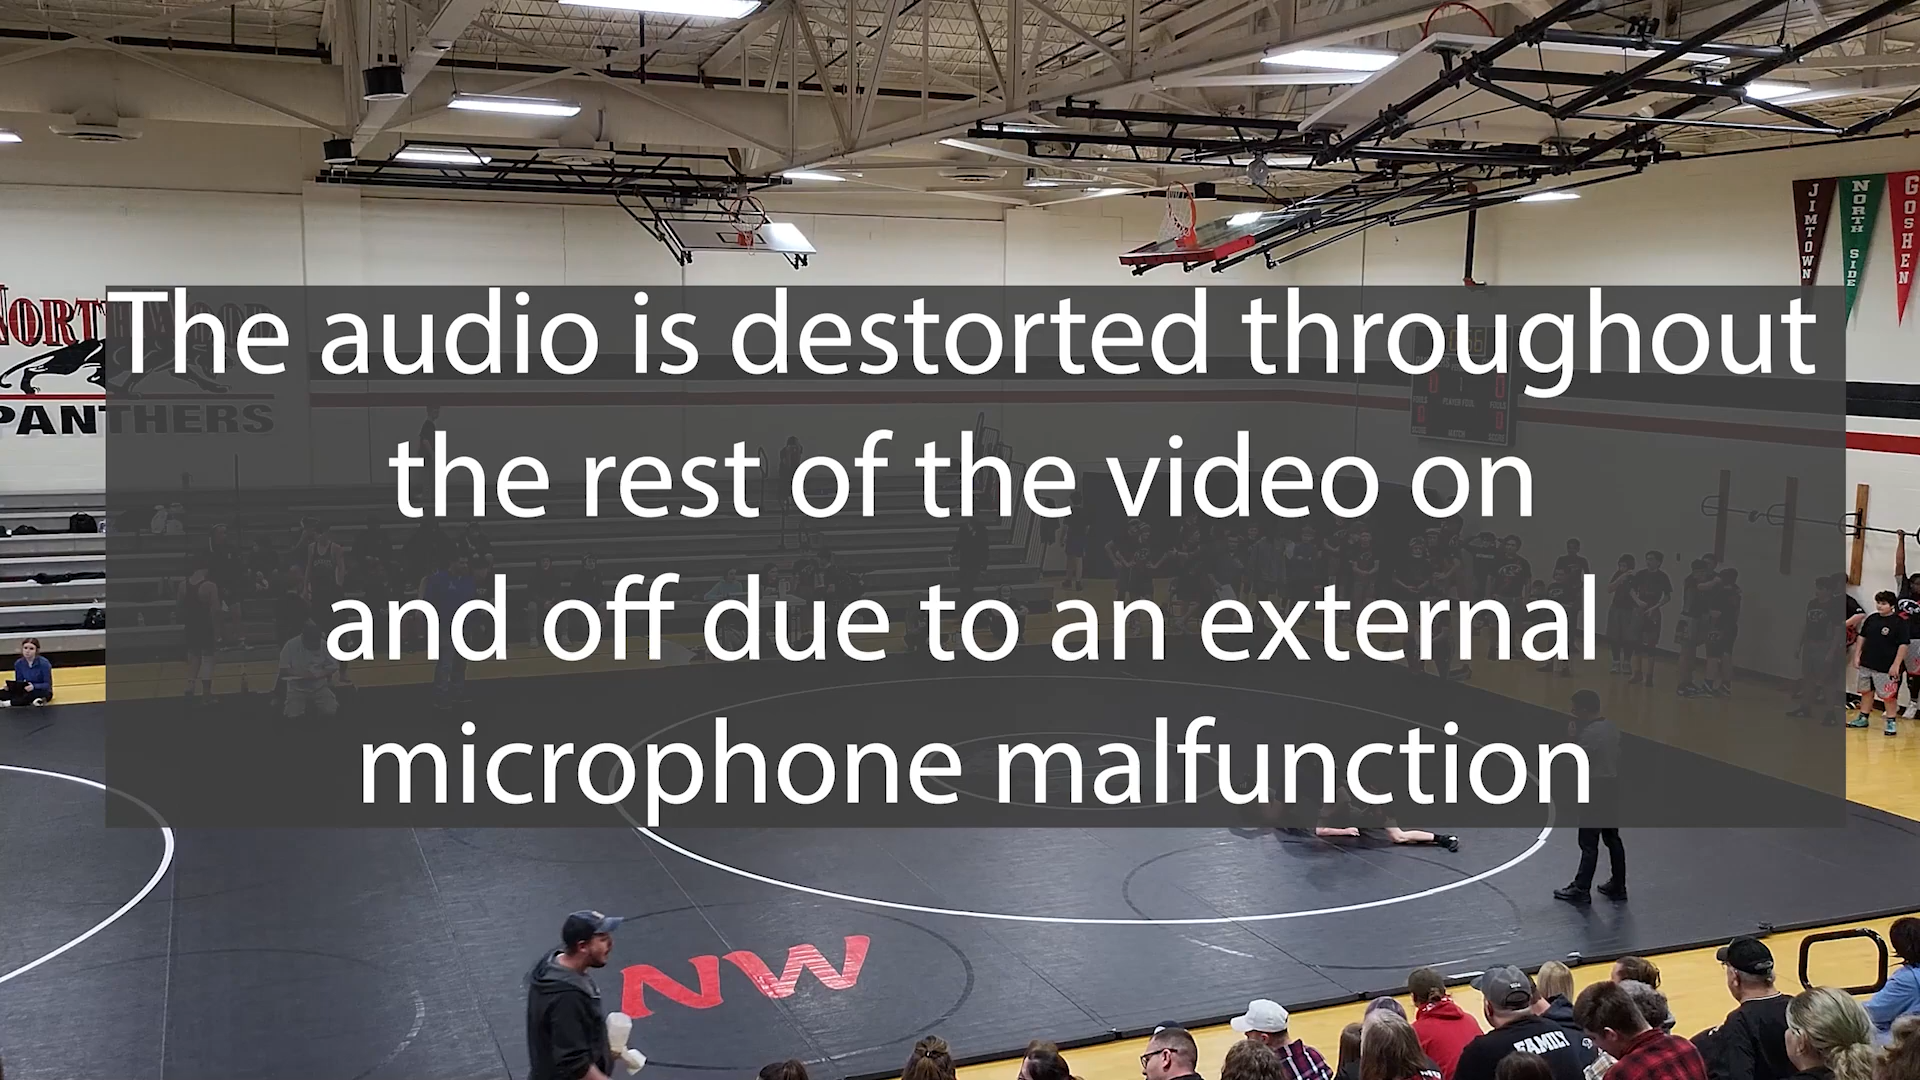 JIMTOWN
NORTH SIDE
GOSHEN
NORTHWOOD
PANTHERS
The audio is destorted throughout
the rest of the video on
and off due to an external
microphone malfunction
NW
FAMILY